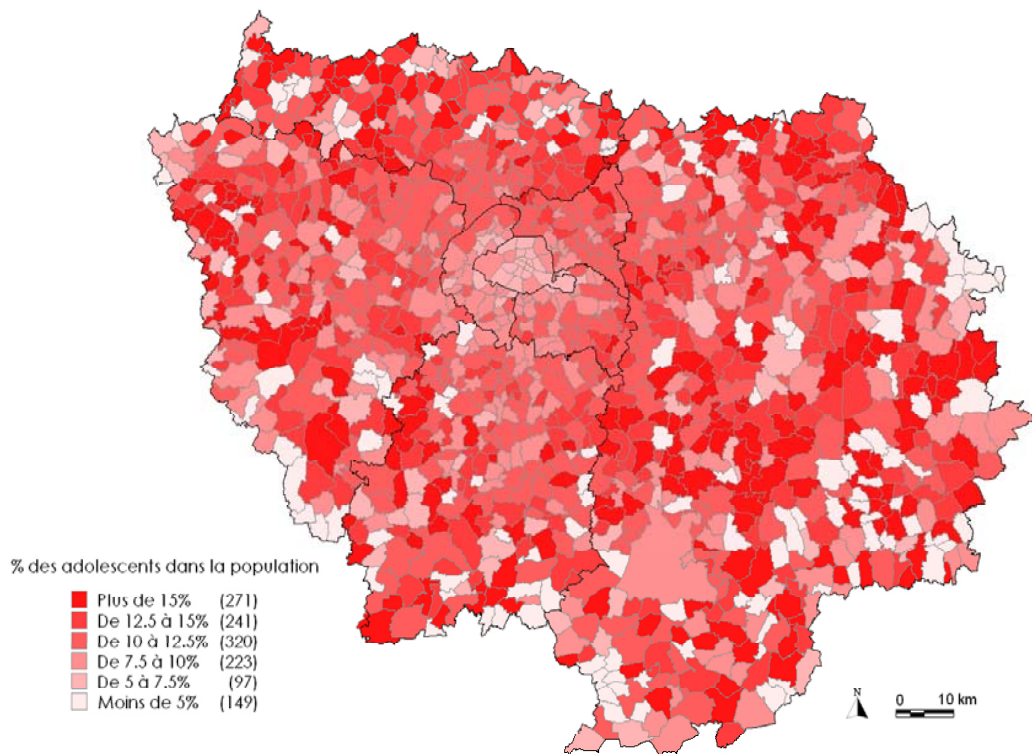 % des adolescents dans la population
Plus de 15% (271)
De 12.5 à 15% (241)
De 10 à 12.5% (320)
De 7.5 à 10% (223)
De 5 à 7.5% (97)
Moins de 5% (149)
N
0 10 km